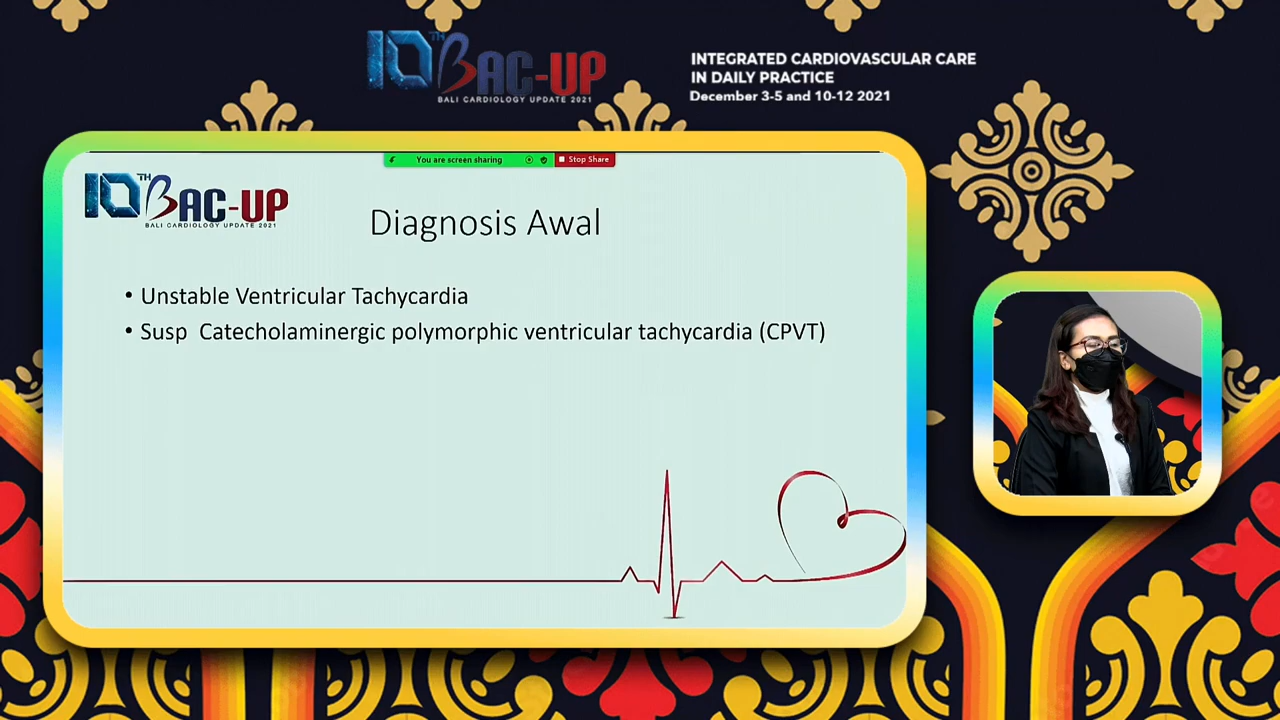 10TH BAC-UP
BALI CARDIOLOGY UPDATE 2021
INTEGRATED CARDIOVASCULAR CARE
IN DAILY PRACTICE
December 3-5 and 10-12 2021
You are screen sharing
Stop Share
10TH BAC-UP
BALI CARDIOLOGY UPDATE 2021
Diagnosis Awal
• Unstable Ventricular Tachycardia
• Susp Catecholaminergic polymorphic ventricular tachycardia (CPVT)